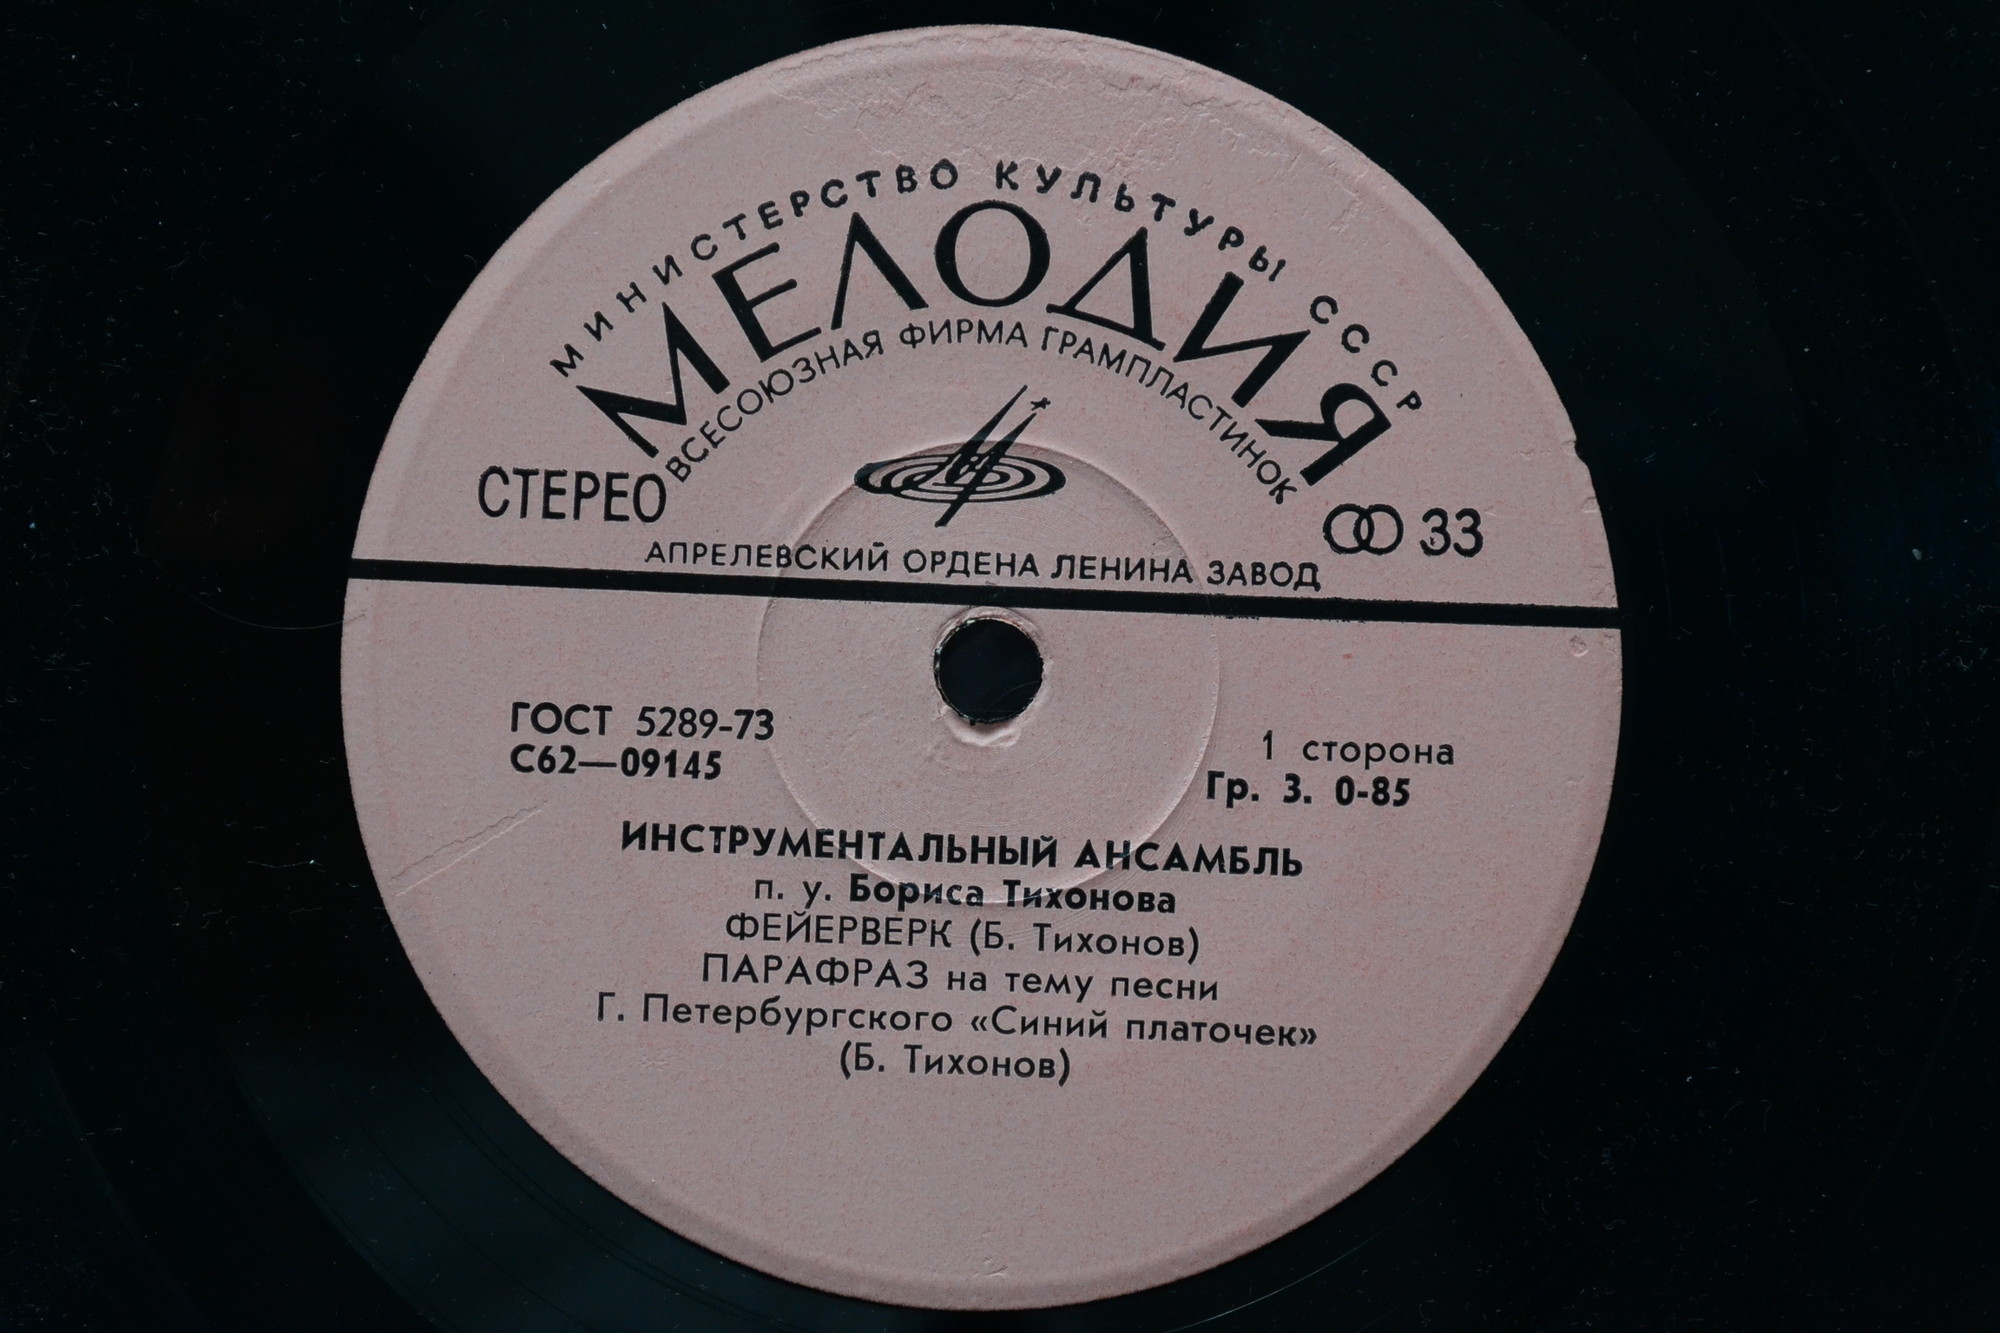 МИНИСТЕРСТВО КУЛЬТУРЫ СССР
МЕЛОДИЯ
ВСЕСОЮЗНАЯ ФИРМА ГРАМПЛАСТИНОК
СТЕРЕО
33
АПРЕЛЕВСКИЙ ОРДЕНА ЛЕНИНА ЗАВОД
ГОСТ 5289-73
С62—09145
1 сторона
Гр. 3. 0-85
ИНСТРУМЕНТАЛЬНЫЙ АНСАМБЛЬ
п. у. Бориса Тихонова
ФЕЙЕРВЕРК (Б. Тихонов)
ПАРАФРАЗ на тему песни
Г. Петербургского «Синий платочек»
(Б. Тихонов)